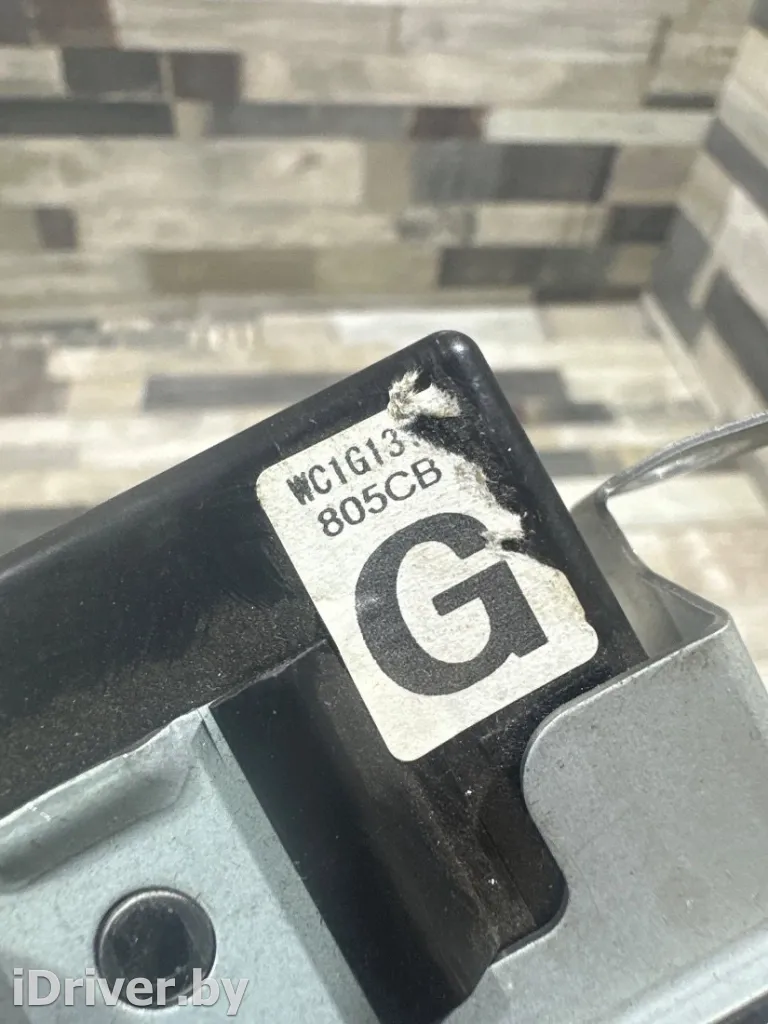 WC1G13
805CB
G
iDriver.by